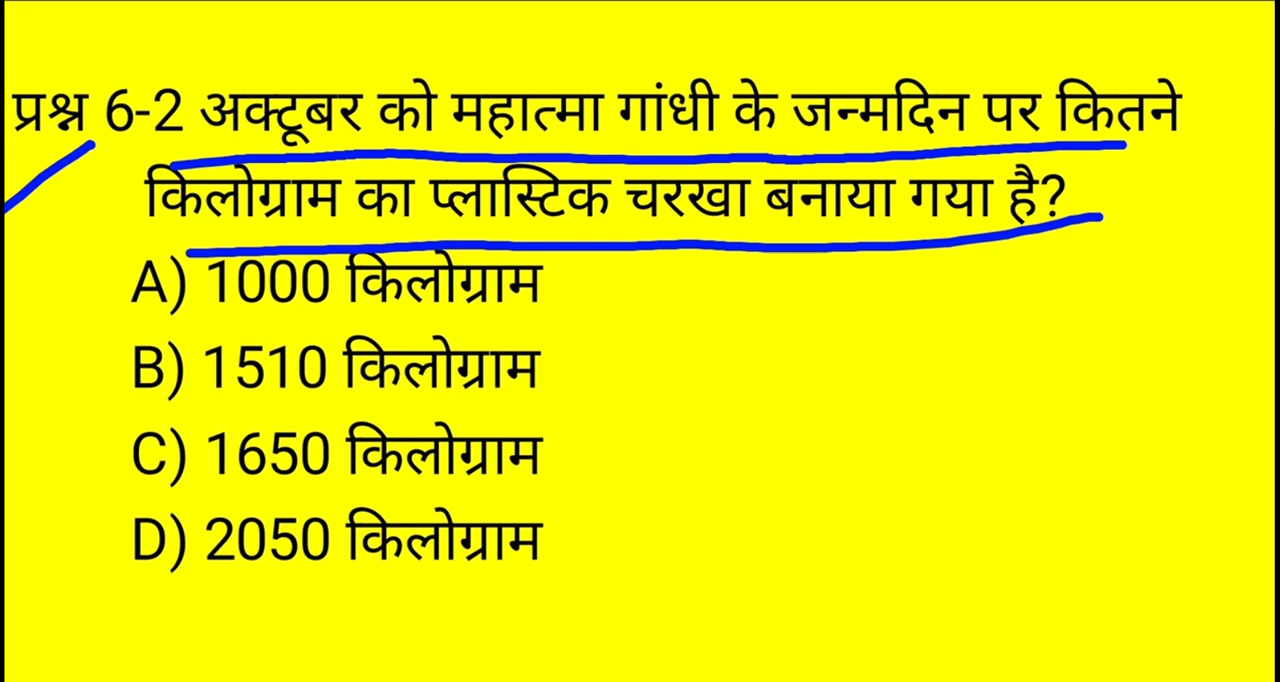 प्रश्न 6-2 अक्टूबर को महात्मा गांधी के जन्मदिन पर कितने
किलोग्राम का प्लास्टिक चरखा बनाया गया है?
A) 1000 किलोग्राम
B) 1510 किलोग्राम
C) 1650 किलोग्राम
D) 2050 किलोग्राम